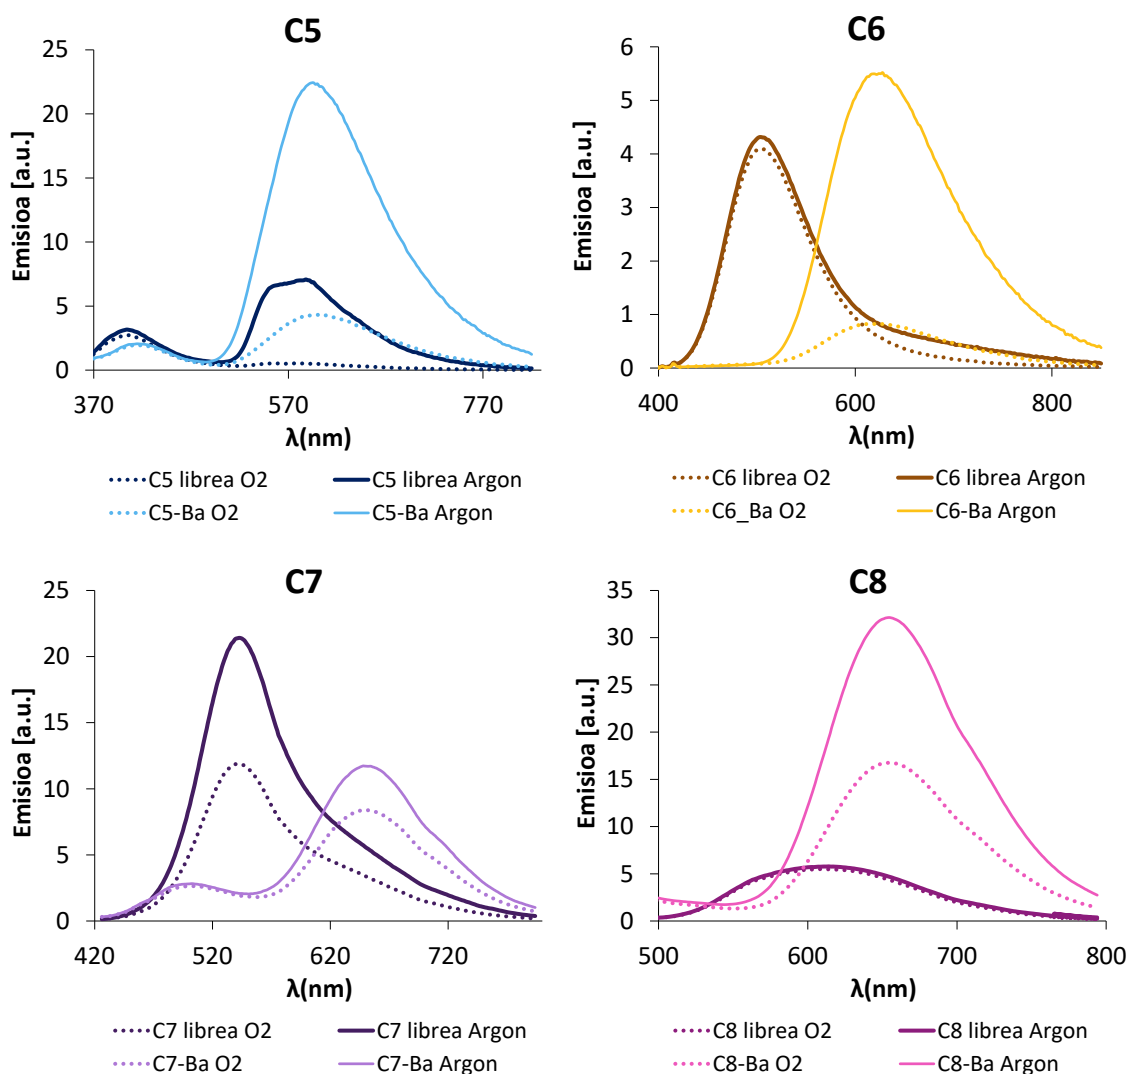 C5
25
20
15
10
5
0
Emisioa [a.u.]
370
570
770
λ(nm)
C5 librea O2
C5 librea Argon
C5-Ba O2
C5-Ba Argon
C6
6
5
4
3
2
1
0
Emisioa [a.u.]
400
600
800
λ(nm)
C6 librea O2
C6 librea Argon
C6_Ba O2
C6-Ba Argon
C7
25
20
15
10
5
0
Emisioa [a.u.]
420
520
620
720
λ(nm)
C7 librea O2
C7 librea Argon
C7-Ba O2
C7-Ba Argon
C8
35
30
25
20
15
10
5
0
Emisioa [a.u.]
500
600
700
800
λ(nm)
C8 librea O2
C8 librea Argon
C8-Ba O2
C8-Ba Argon